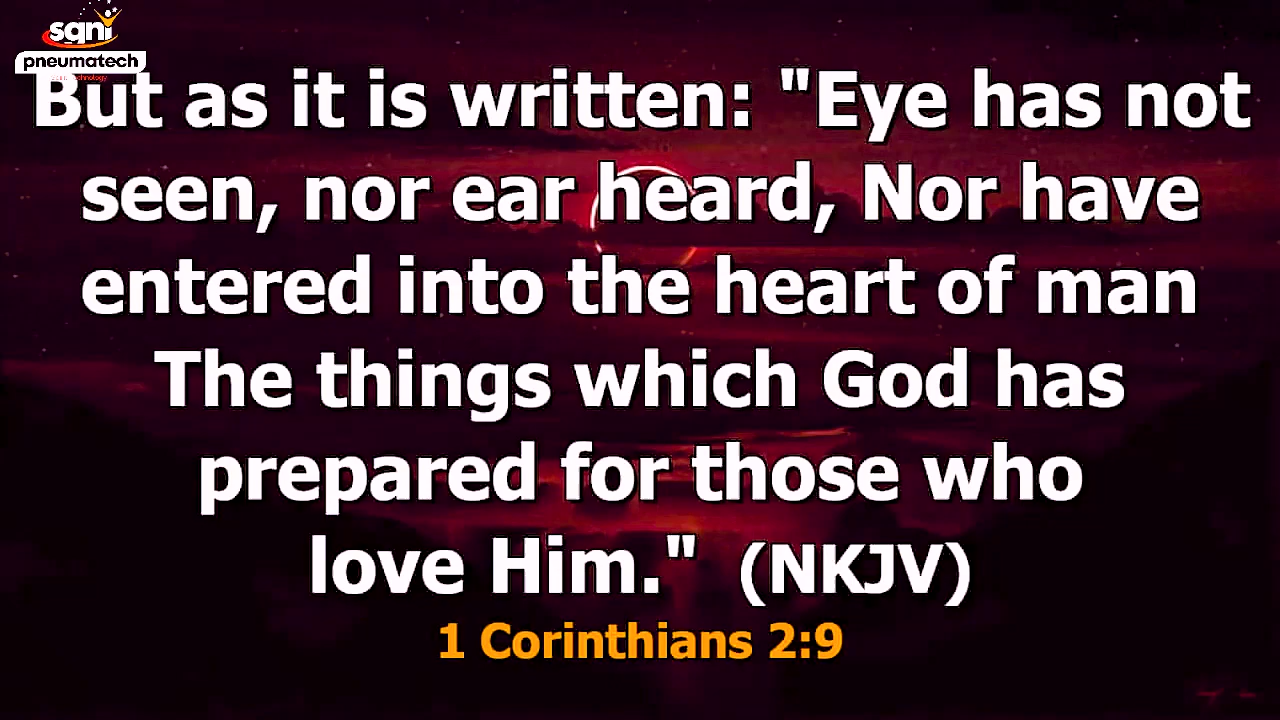 sqni
pneumatech
But as it is written: "Eye has not
seen, nor ear heard, Nor have
entered into the heart of man
The things which God has
prepared for those who
love Him." (NKJV)
1 Corinthians 2:9